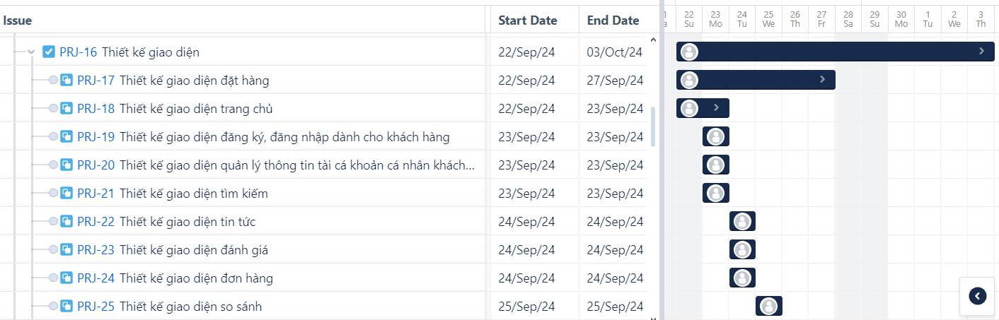 Issue Start Date End Date
1 22 23 24 25 26 27 28 29 30 1 2 3
a Su Mo Tu We Th Fr Sa Su Mo Tu We Th
PRJ-16 Thiết kế giao diện 22/Sep/24 03/Oct/24
PRJ-17 Thiết kế giao diện đặt hàng 22/Sep/24 27/Sep/24
PRJ-18 Thiết kế giao diện trang chủ 22/Sep/24 23/Sep/24
PRJ-19 Thiết kế giao diện đăng ký, đăng nhập dành cho khách hàng 23/Sep/24 23/Sep/24
PRJ-20 Thiết kế giao diện quản lý thông tin tài cá khoản cá nhân khách... 23/Sep/24 23/Sep/24
PRJ-21 Thiết kế giao diện tìm kiếm 23/Sep/24 23/Sep/24
PRJ-22 Thiết kế giao diện tin tức 24/Sep/24 24/Sep/24
PRJ-23 Thiết kế giao diện đánh giá 24/Sep/24 24/Sep/24
PRJ-24 Thiết kế giao diện đơn hàng 24/Sep/24 24/Sep/24
PRJ-25 Thiết kế giao diện so sánh 25/Sep/24 25/Sep/24